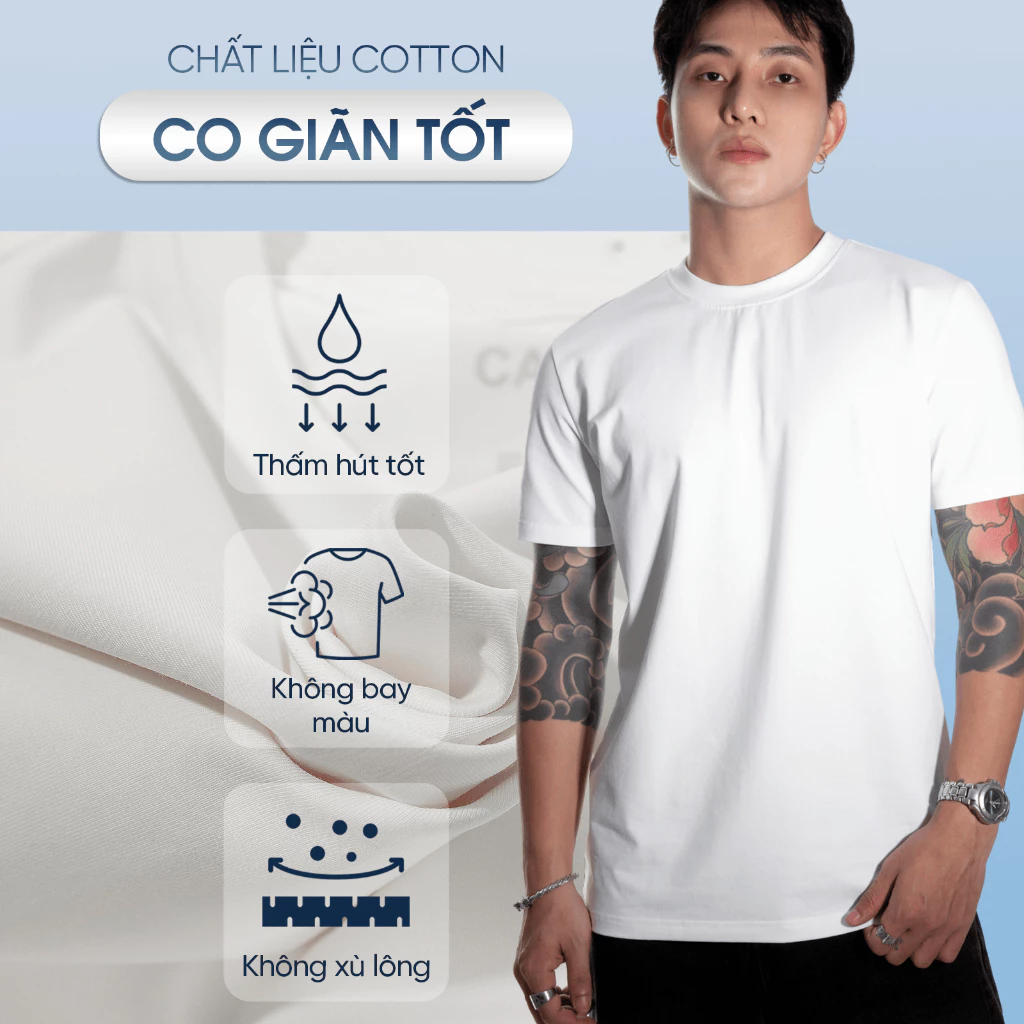 CHẤT LIỆU COTTON
CO GIÃN TỐT
Thấm hút tốt
Không bay
màu
Không xù lông